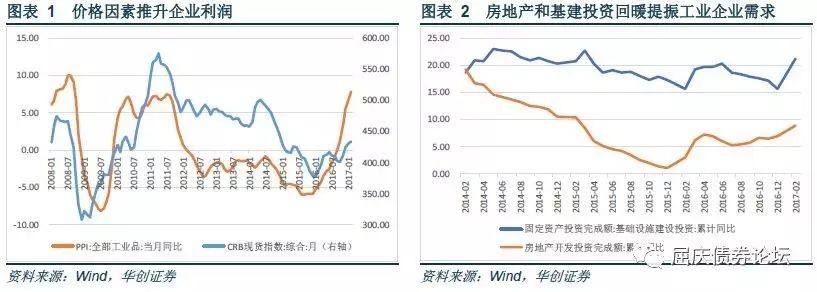 图表 1 价格因素推升企业利润
15.00
10.00
5.00
0.00
-5.00
-10.00
600.00
550.00
500.00
450.00
400.00
350.00
300.00
2008-01 2008-07 2009-01 2009-07 2010-01 2010-07 2011-01 2011-07 2012-01 2012-07 2013-01 2013-07 2014-01 2014-07 2015-01 2015-07 2016-01 2016-07 2017-01
PPI:全部工业品:当月同比 CRB现货指数:综合:月（右轴）
资料来源：Wind，华创证券
图表 2 房地产和基建投资回暖提振工业企业需求
25.00
20.00
15.00
10.00
5.00
0.00
2014-02 2014-04 2014-06 2014-08 2014-10 2014-12 2015-02 2015-04 2015-06 2015-08 2015-10 2015-12 2016-02 2016-04 2016-06 2016-08 2016-10 2016-12 2017-02
固定资产投资完成额:基础设施建设投资:累计同比
房地产开发投资完成额:累 比
屈庆债券论坛
资料来源：Wind，华创证券